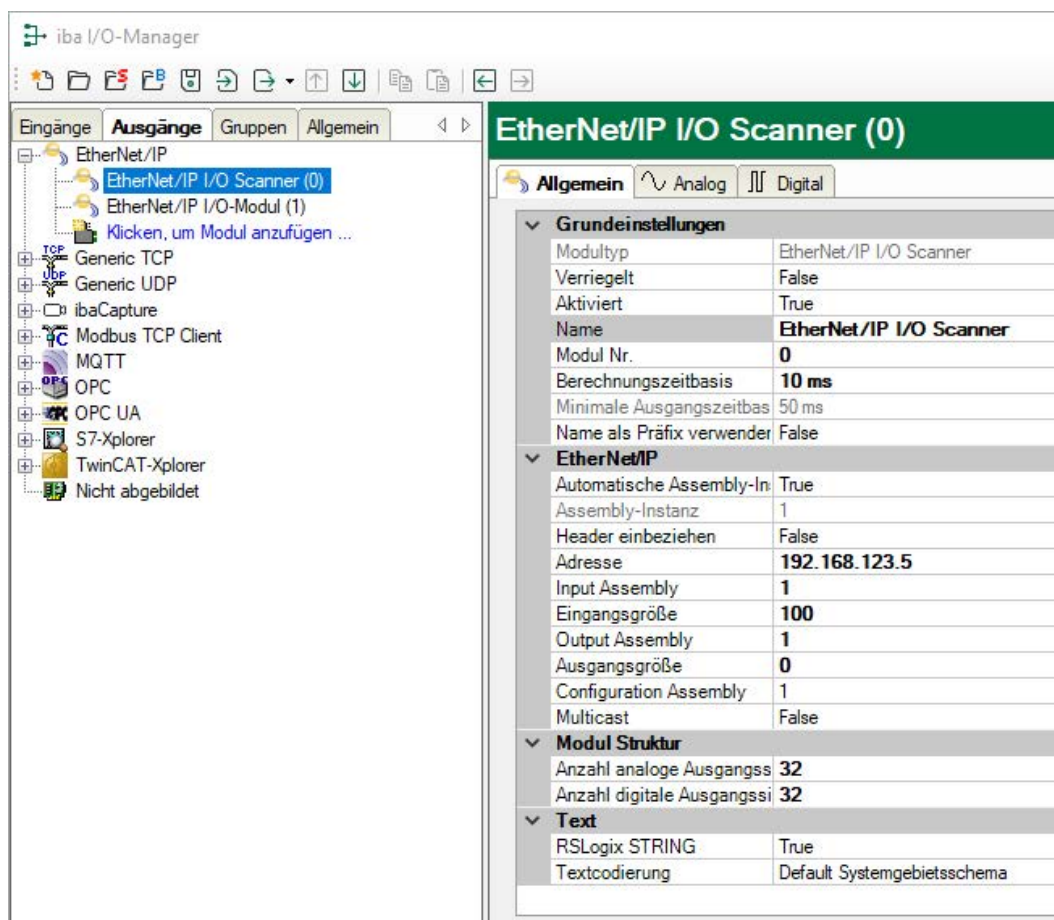 iba I/O-Manager
Eingänge Ausgänge Gruppen Allgemein
EtherNet/IP
EtherNet/IP I/O Scanner (0)
EtherNet/IP I/O-Modul (1)
Klicken, um Modul anzufügen ...
TCP Generic TCP
UDP Generic UDP
ibaCapture
TC Modbus TCP Client
MQTT
OPC OPC
OPC UA
S7-Xplorer
TwinCAT-Xplorer
Nicht abgebildet
EtherNet/IP I/O Scanner (0)
Allgemein Analog Digital
Grundeinstellungen
Modultyp EtherNet/IP I/O Scanner
Verriegelt False
Aktiviert True
Name EtherNet/IP I/O Scanner
Modul Nr. 0
Berechnungszeitbasis 10 ms
Minimale Ausgangszeitbas 50 ms
Name als Präfix verwender False
EtherNet/IP
Automatische Assembly-In True
Assembly-Instanz 1
Header einbeziehen False
Adresse 192.168.123.5
Input Assembly 1
Eingangsgröße 100
Output Assembly 1
Ausgangsgröße 0
Configuration Assembly 1
Multicast False
Modul Struktur
Anzahl analoge Ausgangss 32
Anzahl digitale Ausgangssi 32
Text
RSLogix STRING True
Textcodierung Default Systemgebietsschema